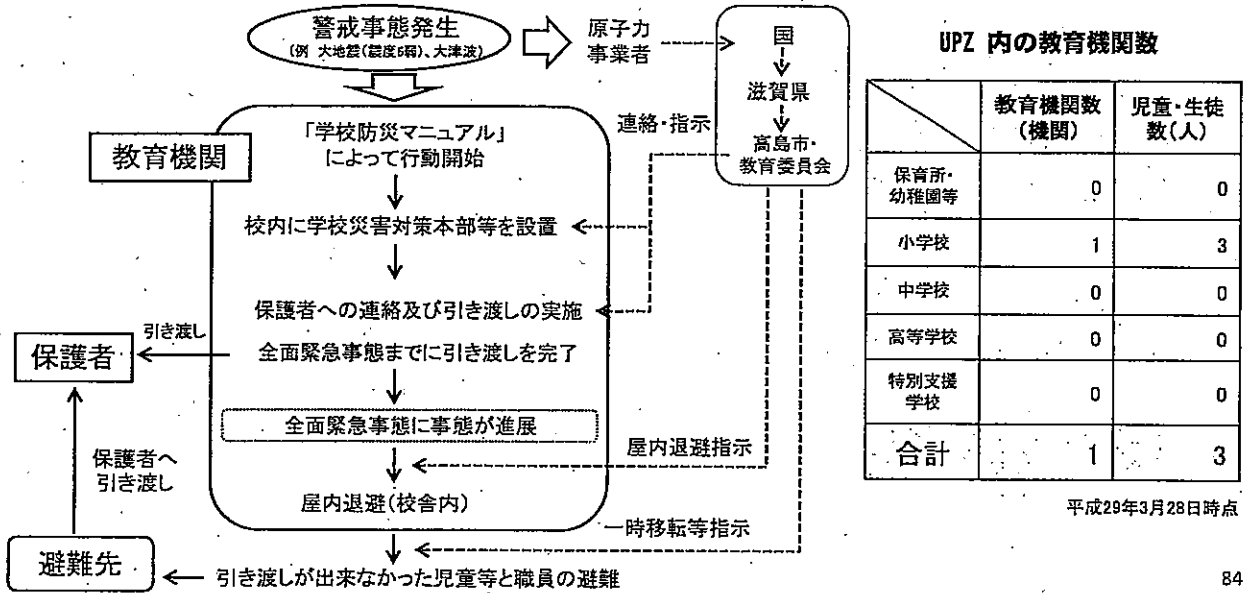 警戒事態発生
(例 大地震(震度6弱)、大津波)
原子力
事業者
国
滋賀県
高島市・
教育委員会
連絡・指示
教育機関
「学校防災マニュアル」
によって行動開始
校内に学校災害対策本部等を設置
保護者への連絡及び引き渡しの実施
全面緊急事態までに引き渡しを完了
引き渡し
保護者
全面緊急事態に事態が進展
屋内退避指示
屋内退避(校舎内)
一時移転等指示
保護者へ
引き渡し
避難先
引き渡しが出来なかった児童等と職員の避難
UPZ 内の教育機関数
教育機関数
(機関)
児童・生徒
数(人)
保育所・
幼稚園等
0 0
小学校 1 3
中学校 0 0
高等学校 0 0
特別支援
学校
0 0
合計 1 3
平成29年3月28日時点
84